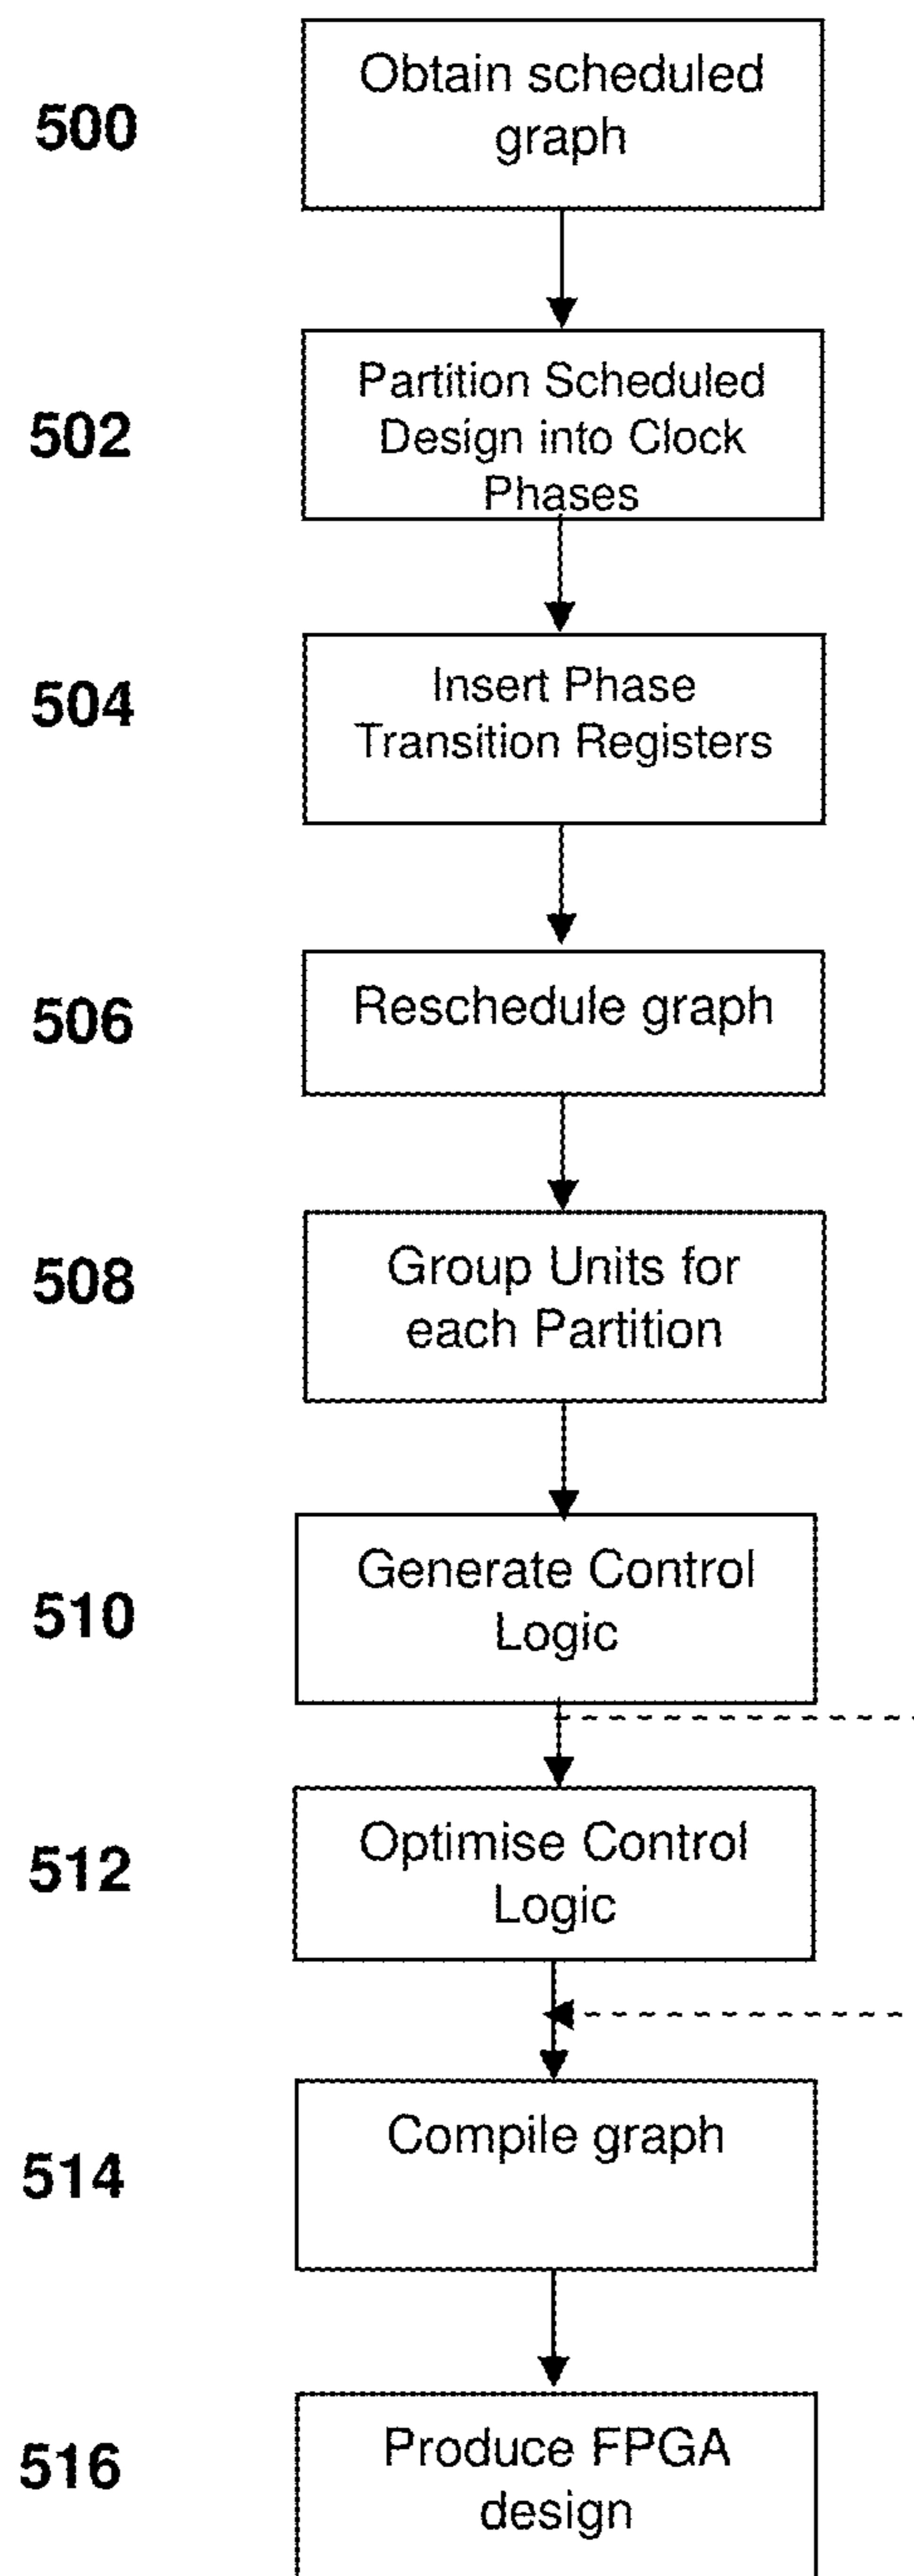 500
Obtain scheduled
graph
502
Partition Scheduled
Design into Clock
Phases
504
Insert Phase
Transition Registers
506
Reschedule graph
508
Group Units for
each Partition
510
Generate Control
Logic
512
Optimise Control
Logic
514
Compile graph
516
Produce FPGA
design